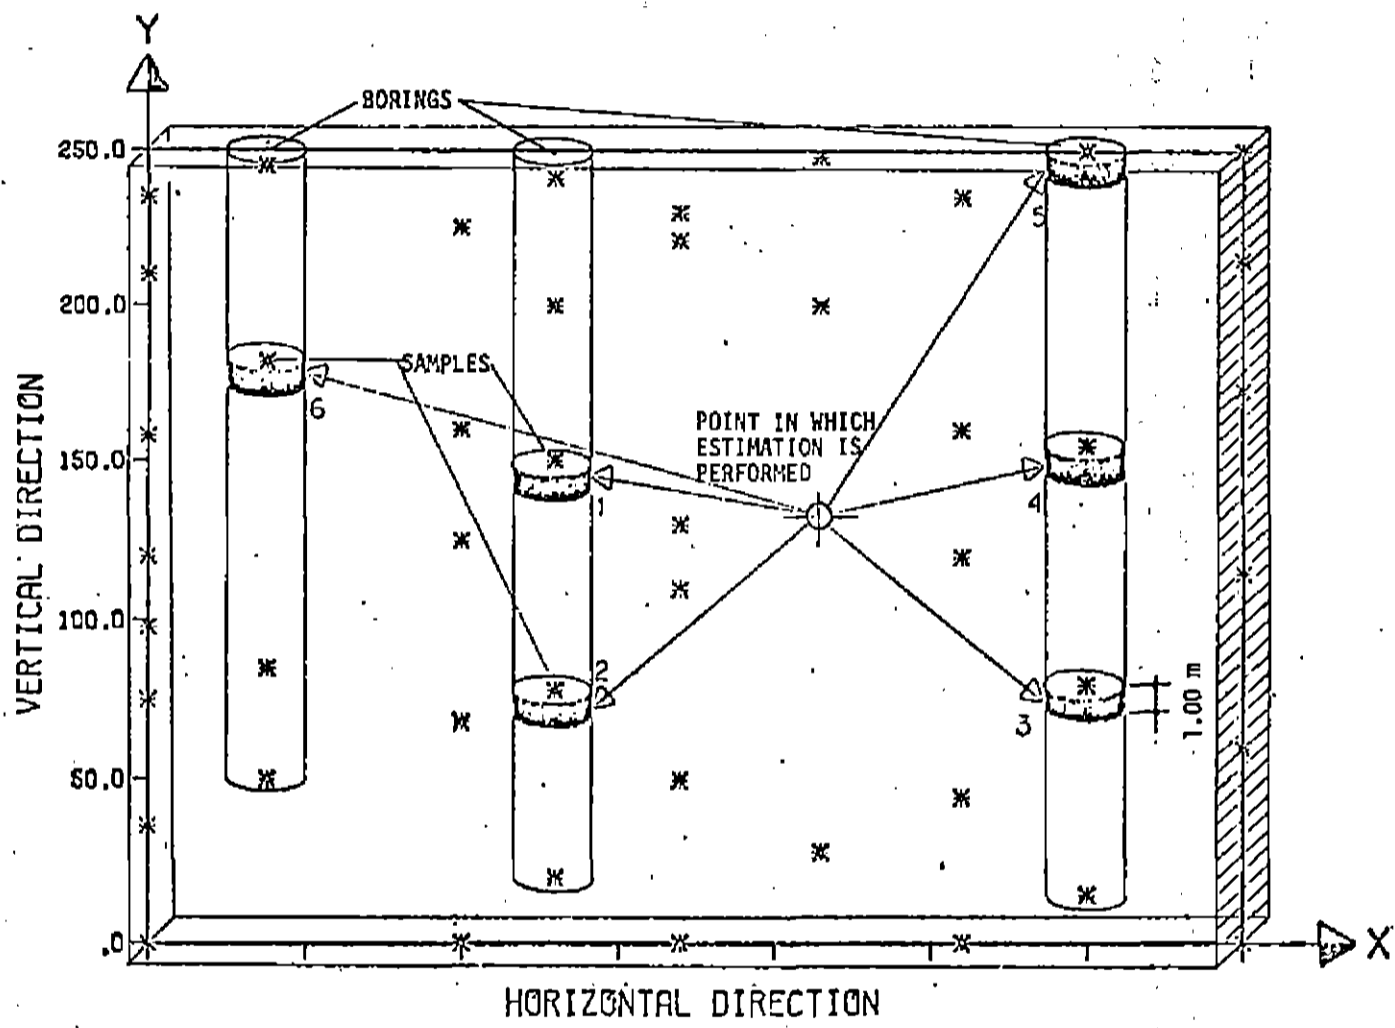 Y
BORINGS
250.0
5
200.0
SAMPLES
6
POINT IN WHICH
ESTIMATION IS
PERFORMED
150.0
1
4
VERTICAL DIRECTION
100.0
2
3
1.00 m
50.0
.0
X
HORIZONTAL DIRECTION